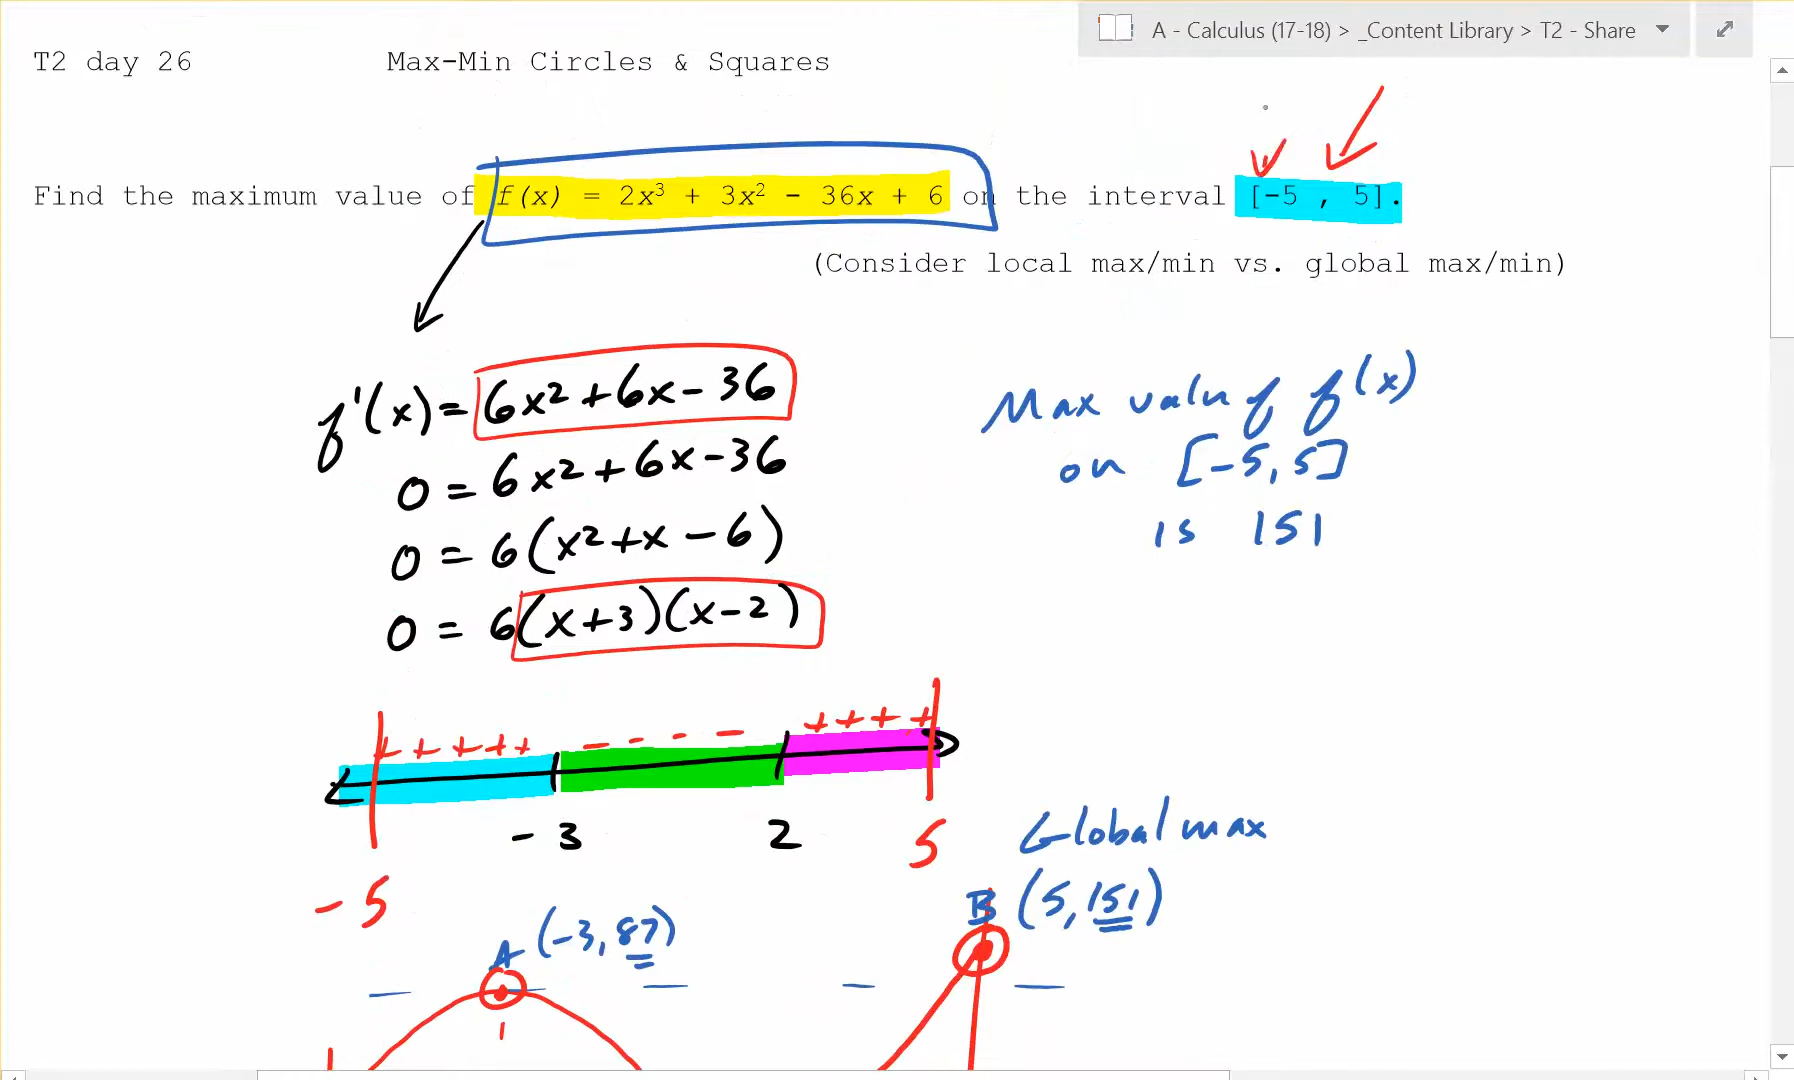 A - Calculus (17-18) > _Content Library > T2 - Share
T2 day 26 Max-Min Circles & Squares
Find the maximum value of f(x) = 2x³ + 3x² - 36x + 6 on the interval [-5 , 5].
(Consider local max/min vs. global max/min)
f'(x) = 6x² + 6x - 36
0 = 6x² + 6x - 36
0 = 6(x² + x - 6)
0 = 6(x+3)(x-2)
Max value of f(x)
on [-5, 5]
is 151
+ + + + + - - - - + + + +
-3 2 5
-5
Global max
B (5, 151)
A (-3, 87)